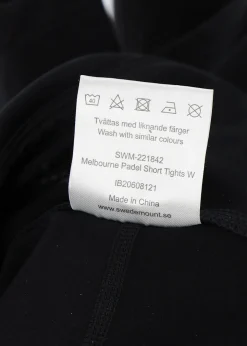 Tvättas med liknande färger
Wash with similar colours
SWM-221842
Melbourne Padel Short Tights W
IB20608121
Made in China
www.swedemount.se